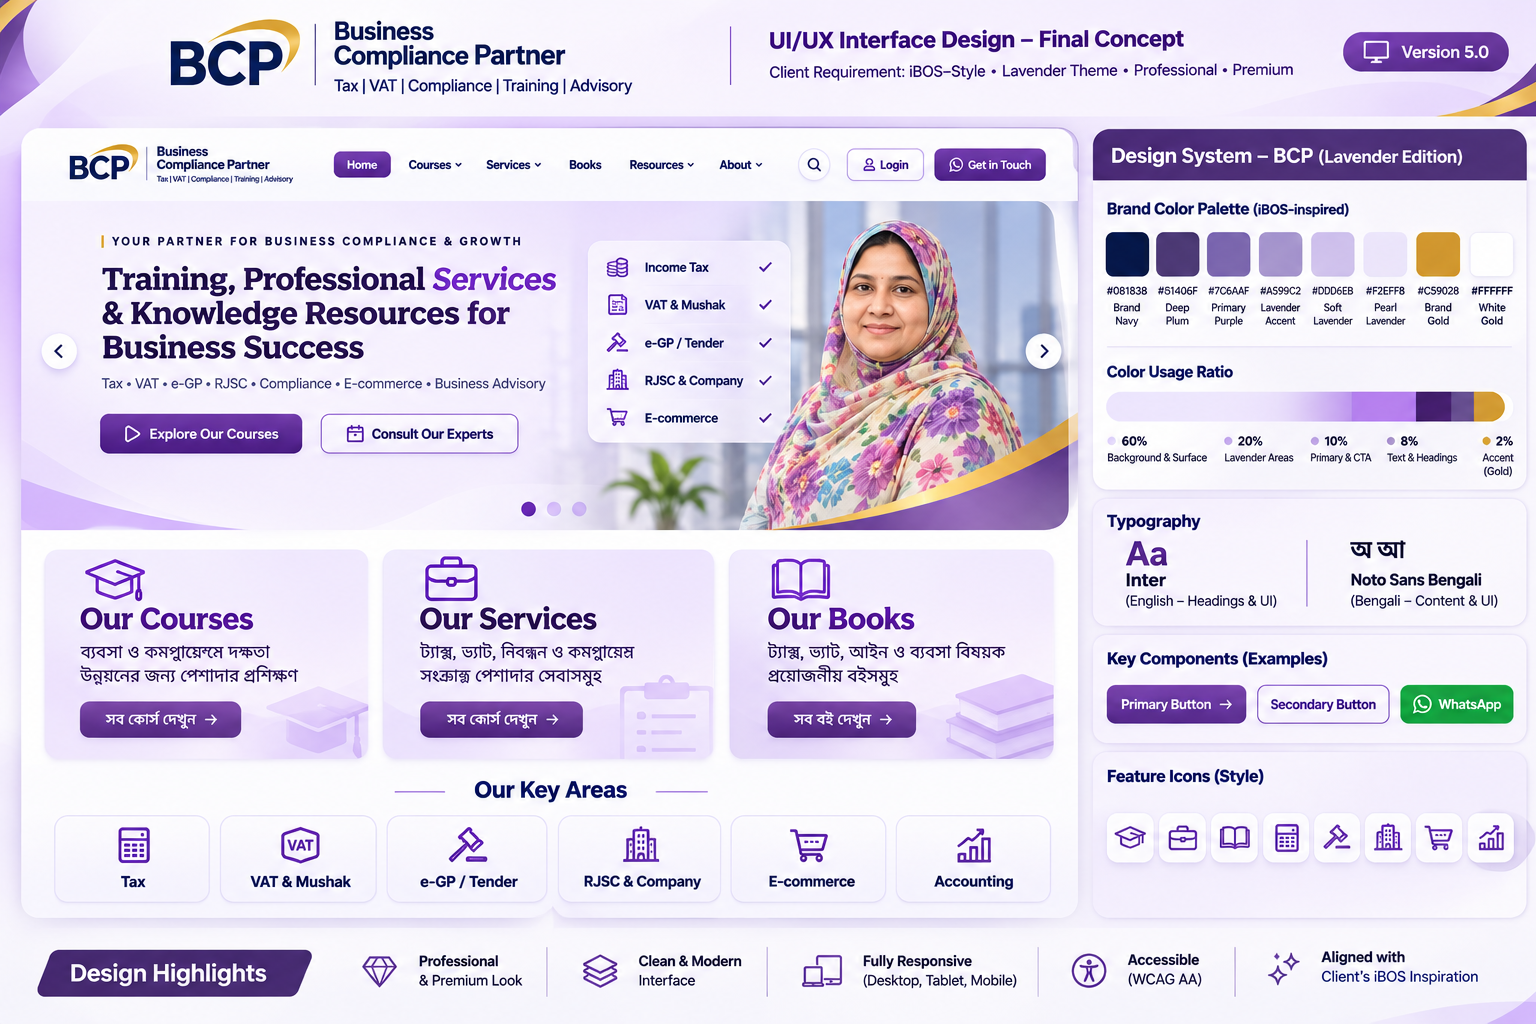 BCP
Business
Compliance Partner
Tax | VAT | Compliance | Training | Advisory
UI/UX Interface Design – Final Concept
Client Requirement: iBOS-Style • Lavender Theme • Professional • Premium
Version 5.0
BCP
Business
Compliance Partner
Tax | VAT | Compliance | Training | Advisory
Home
Courses
Services
Books
Resources
About
Login
Get in Touch
YOUR PARTNER FOR BUSINESS COMPLIANCE & GROWTH
Training, Professional Services
& Knowledge Resources for
Business Success
Tax • VAT • e-GP • RJSC • Compliance • E-commerce • Business Advisory
Explore Our Courses
Consult Our Experts
Income Tax
VAT & Mushak
e-GP / Tender
RJSC & Company
E-commerce
Our Courses
ব্যবসা ও কমপ্লায়েন্সে দক্ষতা
উন্নয়নের জন্য পেশাদার প্রশিক্ষণ
সব কোর্স দেখুন →
Our Services
ট্যাক্স, ভ্যাট, নিবন্ধন ও কমপ্লায়েন্স
সংক্রান্ত পেশাদার সেবাসমূহ
সব কোর্স দেখুন →
Our Books
ট্যাক্স, ভ্যাট, আইন ও ব্যবসা বিষয়ক
প্রয়োজনীয় বইসমূহ
সব বই দেখুন →
Our Key Areas
Tax
VAT
VAT & Mushak
e-GP / Tender
RJSC & Company
E-commerce
Accounting
Design System – BCP (Lavender Edition)
Brand Color Palette (iBOS-inspired)
#081838
Brand
Navy
#51406F
Deep
Plum
#7C6AAF
Primary
Purple
#A599C2
Lavender
Accent
#DDD6EB
Soft
Lavender
#F2EFF8
Pearl
Lavender
#C59028
Brand
Gold
#FFFFFF
White
Gold
Color Usage Ratio
60%
Background & Surface
20%
Lavender Areas
10%
Primary & CTA
8%
Text & Headings
2%
Accent
(Gold)
Typography
Aa
Inter
(English – Headings & UI)
অ আ
Noto Sans Bengali
(Bengali – Content & UI)
Key Components (Examples)
Primary Button →
Secondary Button
WhatsApp
Feature Icons (Style)
Design Highlights
Professional
& Premium Look
Clean & Modern
Interface
Fully Responsive
(Desktop, Tablet, Mobile)
Accessible
(WCAG AA)
Aligned with
Client's iBOS Inspiration